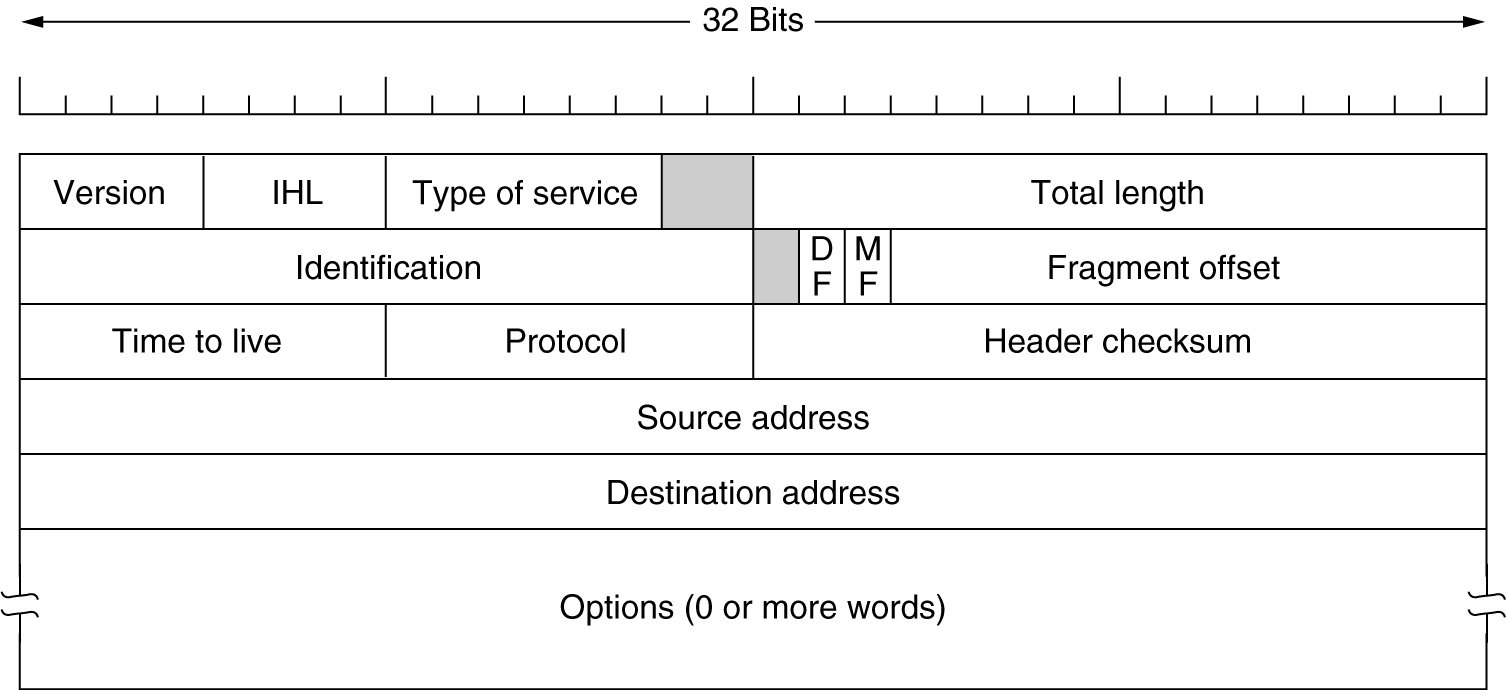 32 Bits
Version IHL Type of service Total length
Identification D F M F Fragment offset
Time to live Protocol Header checksum
Source address
Destination address
Options (0 or more words)